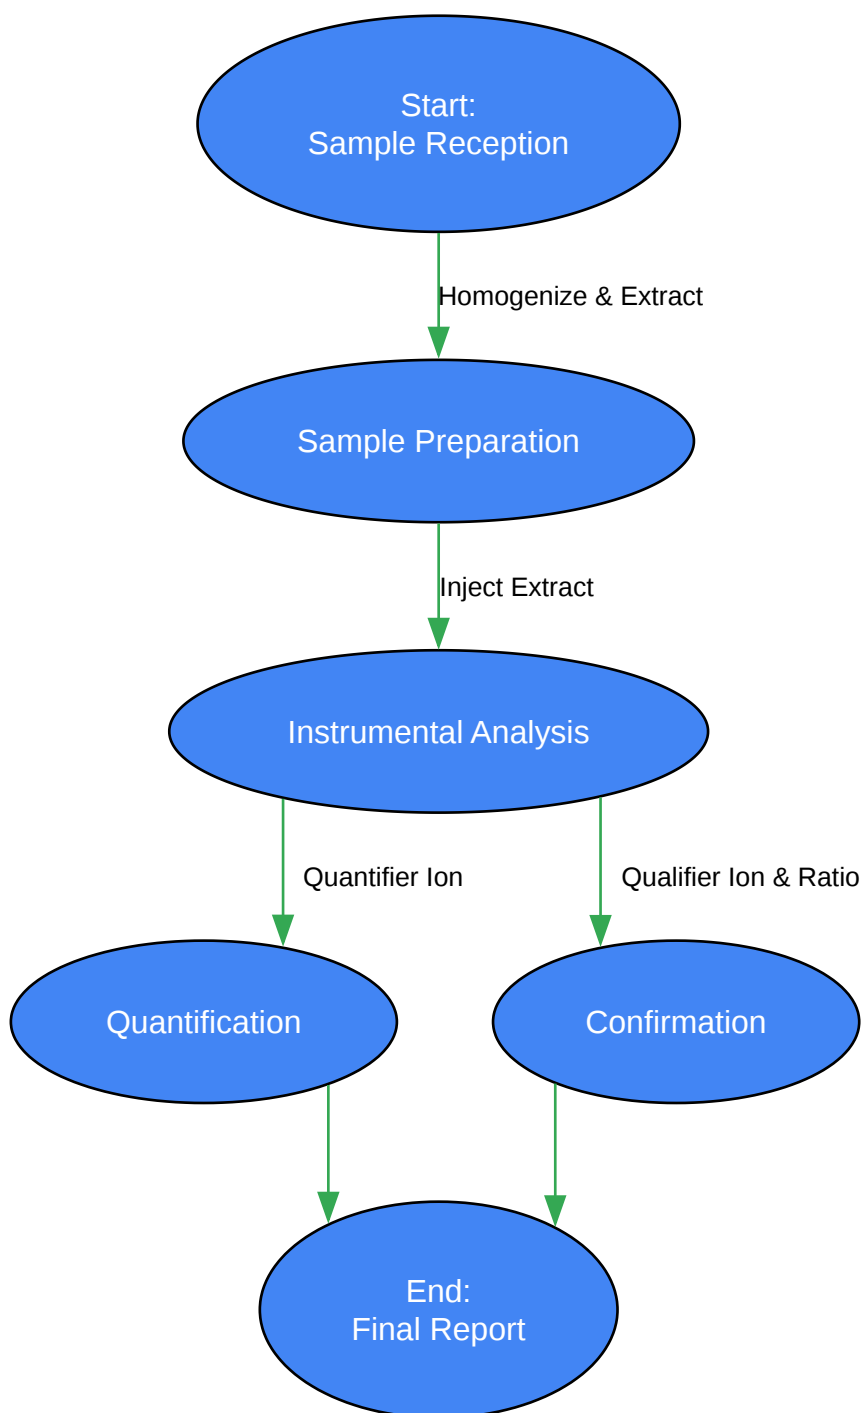 Start:
Sample Reception
Homogenize & Extract
Sample Preparation
Inject Extract
Instrumental Analysis
Quantifier Ion
Qualifier Ion & Ratio
Quantification
Confirmation
End:
Final Report